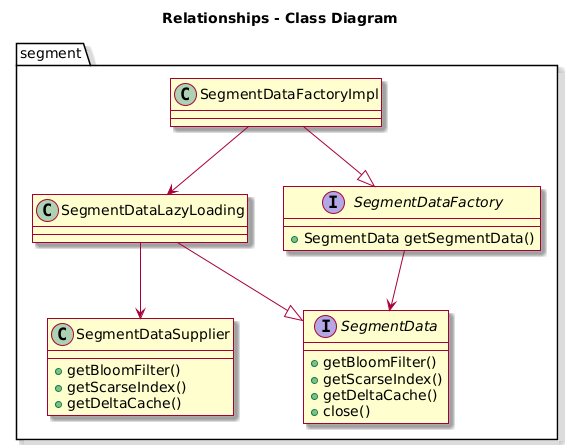 Relationships - Class Diagram
segment
C SegmentDataFactoryImpl
C SegmentDataLazyLoading
I SegmentDataFactory
SegmentData getSegmentData()
C SegmentDataSupplier
getBloomFilter()
getScarseIndex()
getDeltaCache()
I SegmentData
getBloomFilter()
getScarseIndex()
getDeltaCache()
close()